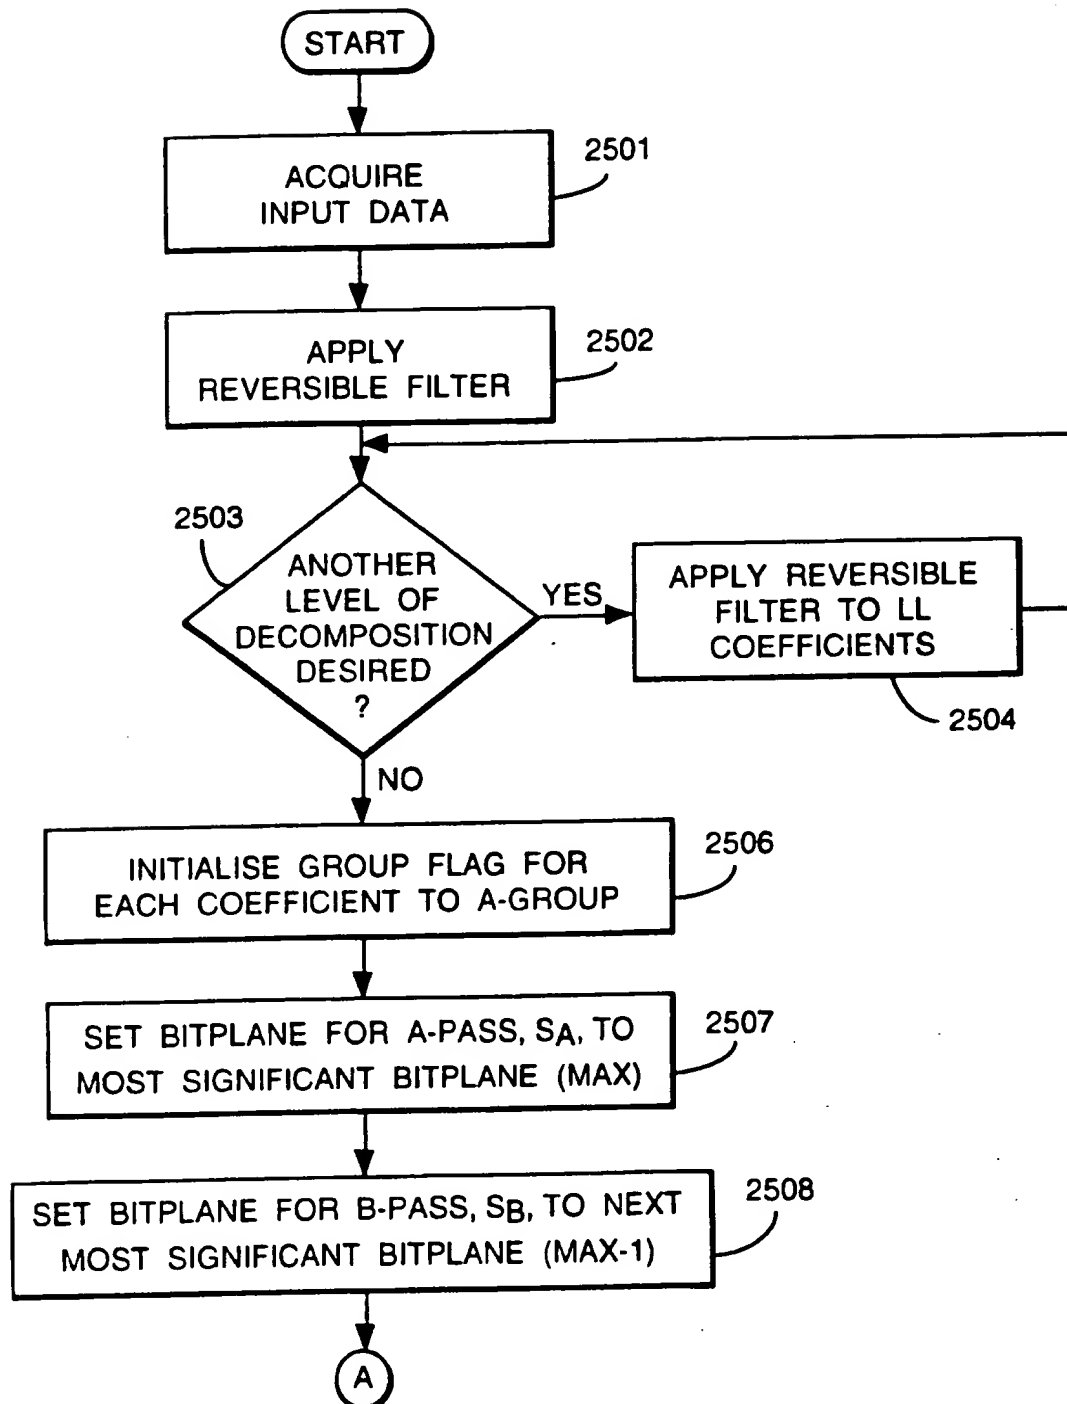 START
ACQUIRE
INPUT DATA
2501
APPLY
REVERSIBLE FILTER
2502
2503
ANOTHER
LEVEL OF
DECOMPOSITION
DESIRED
?
YES
APPLY REVERSIBLE
FILTER TO LL
COEFFICIENTS
2504
NO
INITIALISE GROUP FLAG FOR
EACH COEFFICIENT TO A-GROUP
2506
SET BITPLANE FOR A-PASS, SA, TO
MOST SIGNIFICANT BITPLANE (MAX)
2507
SET BITPLANE FOR B-PASS, SB, TO NEXT
MOST SIGNIFICANT BITPLANE (MAX-1)
2508
A